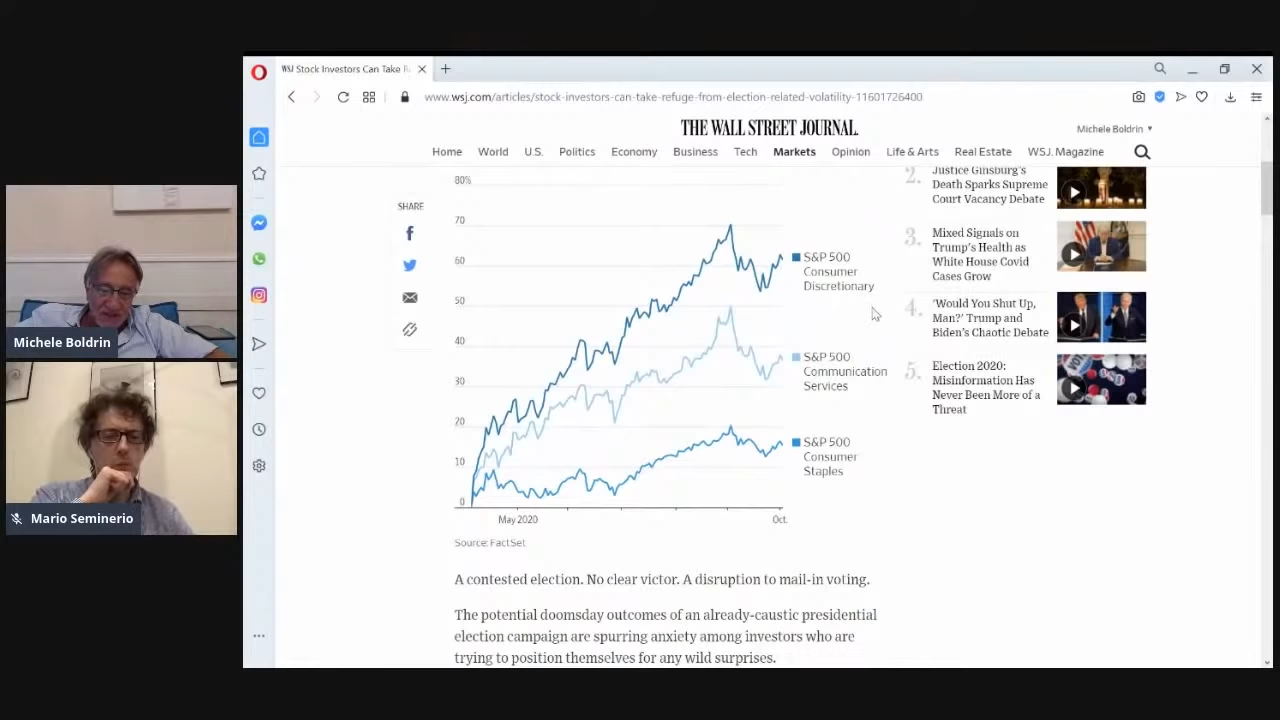 Michele Boldrin
Mario Seminerio
WSJ Stock Investors Can Take R
www.wsj.com/articles/stock-investors-can-take-refuge-from-election-related-volatility-11601726400
THE WALL STREET JOURNAL.
Michele Boldrin
Home World U.S. Politics Economy Business Tech Markets Opinion Life & Arts Real Estate WSJ. Magazine
SHARE
80%
70
60
50
40
30
20
10
0
May 2020
Oct.
S&P 500
Consumer
Discretionary
S&P 500
Communication
Services
S&P 500
Consumer
Staples
Source: FactSet
A contested election. No clear victor. A disruption to mail-in voting.
The potential doomsday outcomes of an already-caustic presidential
election campaign are spurring anxiety among investors who are
trying to position themselves for any wild surprises.
2.
Justice Ginsburg's
Death Sparks Supreme
Court Vacancy Debate
3.
Mixed Signals on
Trump's Health as
White House Covid
Cases Grow
4.
'Would You Shut Up,
Man?' Trump and
Biden's Chaotic Debate
5.
Election 2020:
Misinformation Has
Never Been More of a
Threat